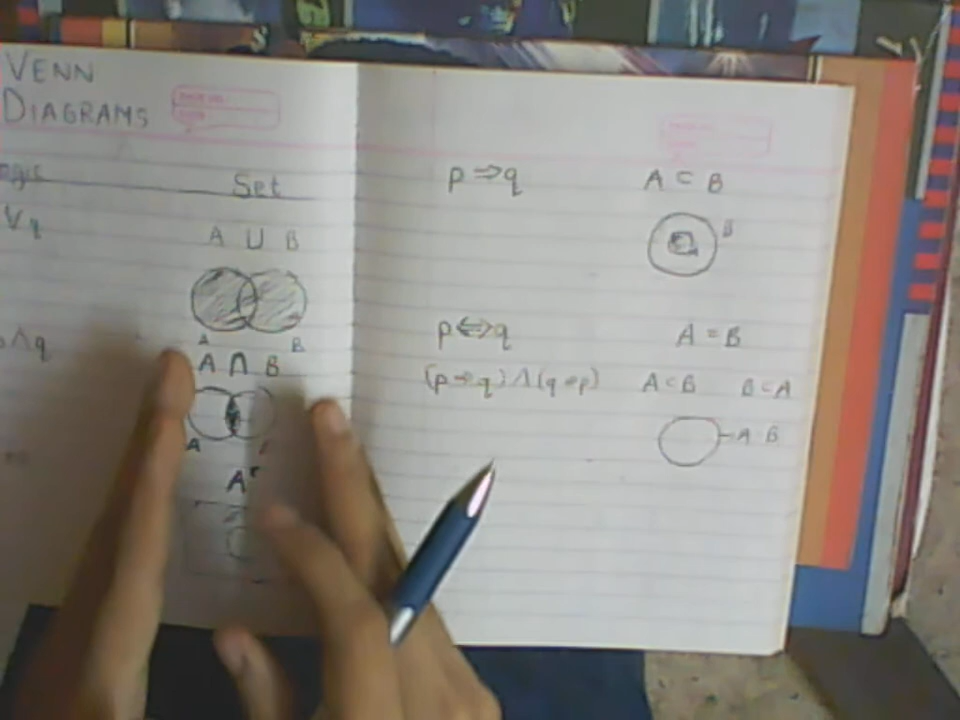 VENN
DIAGRAMS
Set
∨q
A ∪ B
A B
∧q
A ∩ B
A
A
p ⇒ q A ⊂ B
B
p ⇔ q A = B
(p ⇒ q) ∧ (q ⇒ p) A ⊂ B B ⊂ A
A B